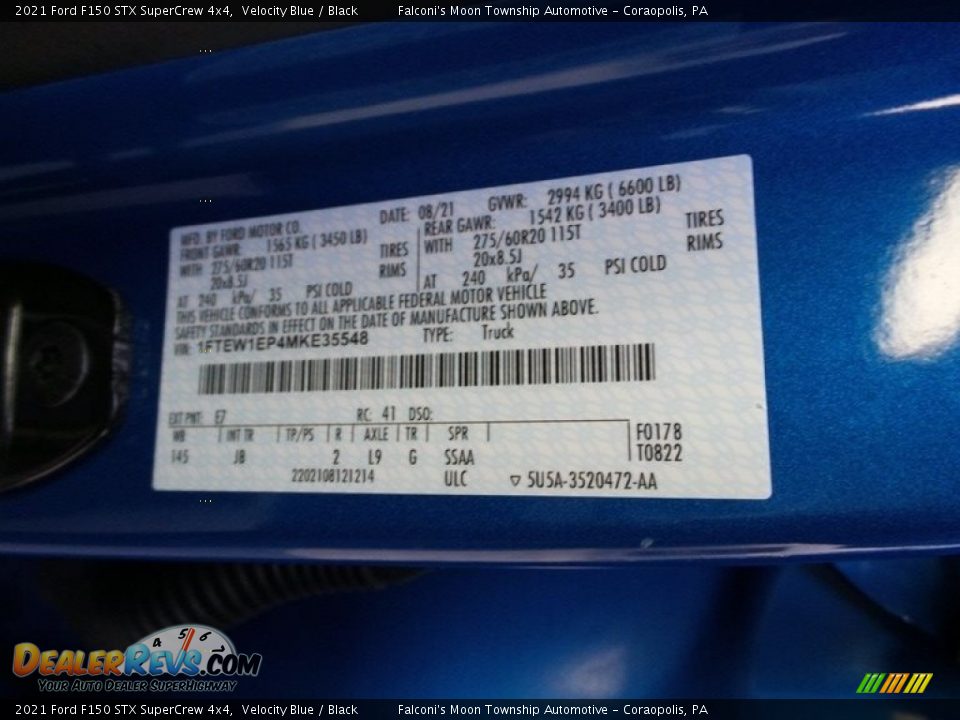 2021 Ford F150 STX SuperCrew 4x4,  Velocity Blue / Black        Falconi's Moon Township Automotive - Coraopolis, PA
MFD. BY FORD MOTOR CO.    DATE: 08/21    GVWR: 2994 KG ( 6600 LB)
FRONT GAWR: 1565 KG ( 3450 LB)    REAR GAWR: 1542 KG ( 3400 LB)
WITH 275/60R20 115T TIRES    WITH 275/60R20 115T TIRES
20x8.5J RIMS    20x8.5J RIMS
AT 240 kPa/ 35 PSI COLD    AT 240 kPa/ 35 PSI COLD
THIS VEHICLE CONFORMS TO ALL APPLICABLE FEDERAL MOTOR VEHICLE
SAFETY STANDARDS IN EFFECT ON THE DATE OF MANUFACTURE SHOWN ABOVE.
VIN: 1FTEW1EP4MKE35548    TYPE: Truck
EXT PNT: E7    RC: 41 DSO:
WB INT TR TP/PS R AXLE TR SPR    F0178
145 J8 2 L9 G SSAA    T0822
2202108121214    ULC    ▽ 5U5A-3520472-AA
4 5 6
DEALERREVS.COM
YOUR AUTO DEALER SUPERHIGHWAY
2021 Ford F150 STX SuperCrew 4x4,  Velocity Blue / Black        Falconi's Moon Township Automotive - Coraopolis, PA